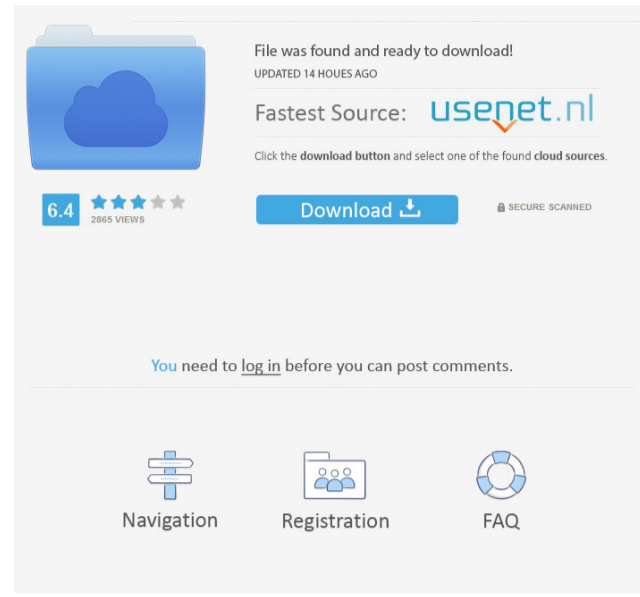 File was found and ready to download!
UPDATED 14 HOUES AGO
Fastest Source: usenet.nl
Click the download button and select one of the found cloud sources.
6.4
2865 VIEWS
Download
SECURE SCANNED
You need to log in before you can post comments.
Navigation
Registration
FAQ